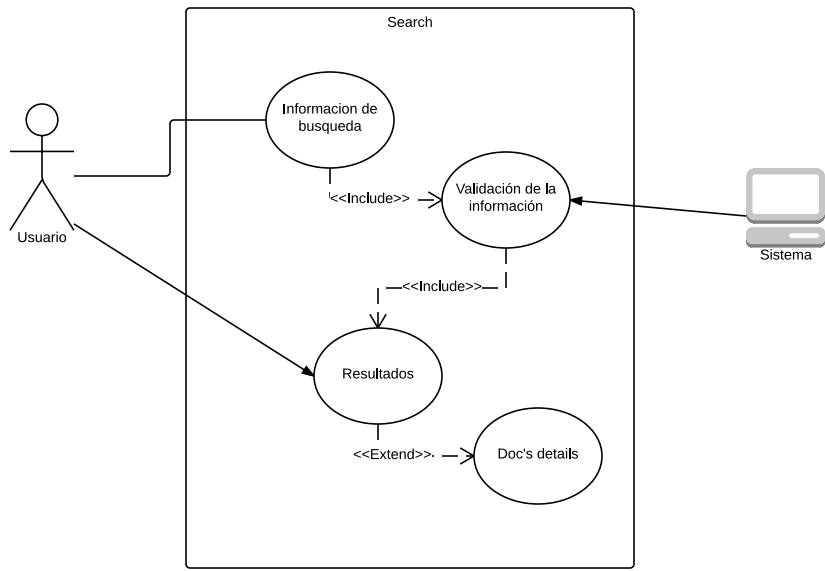 Search
Informacion de
busqueda
<<Include>>
Validación de la
información
Usuario
Sistema
<<Include>>
Resultados
<<Extend>>
Doc's details